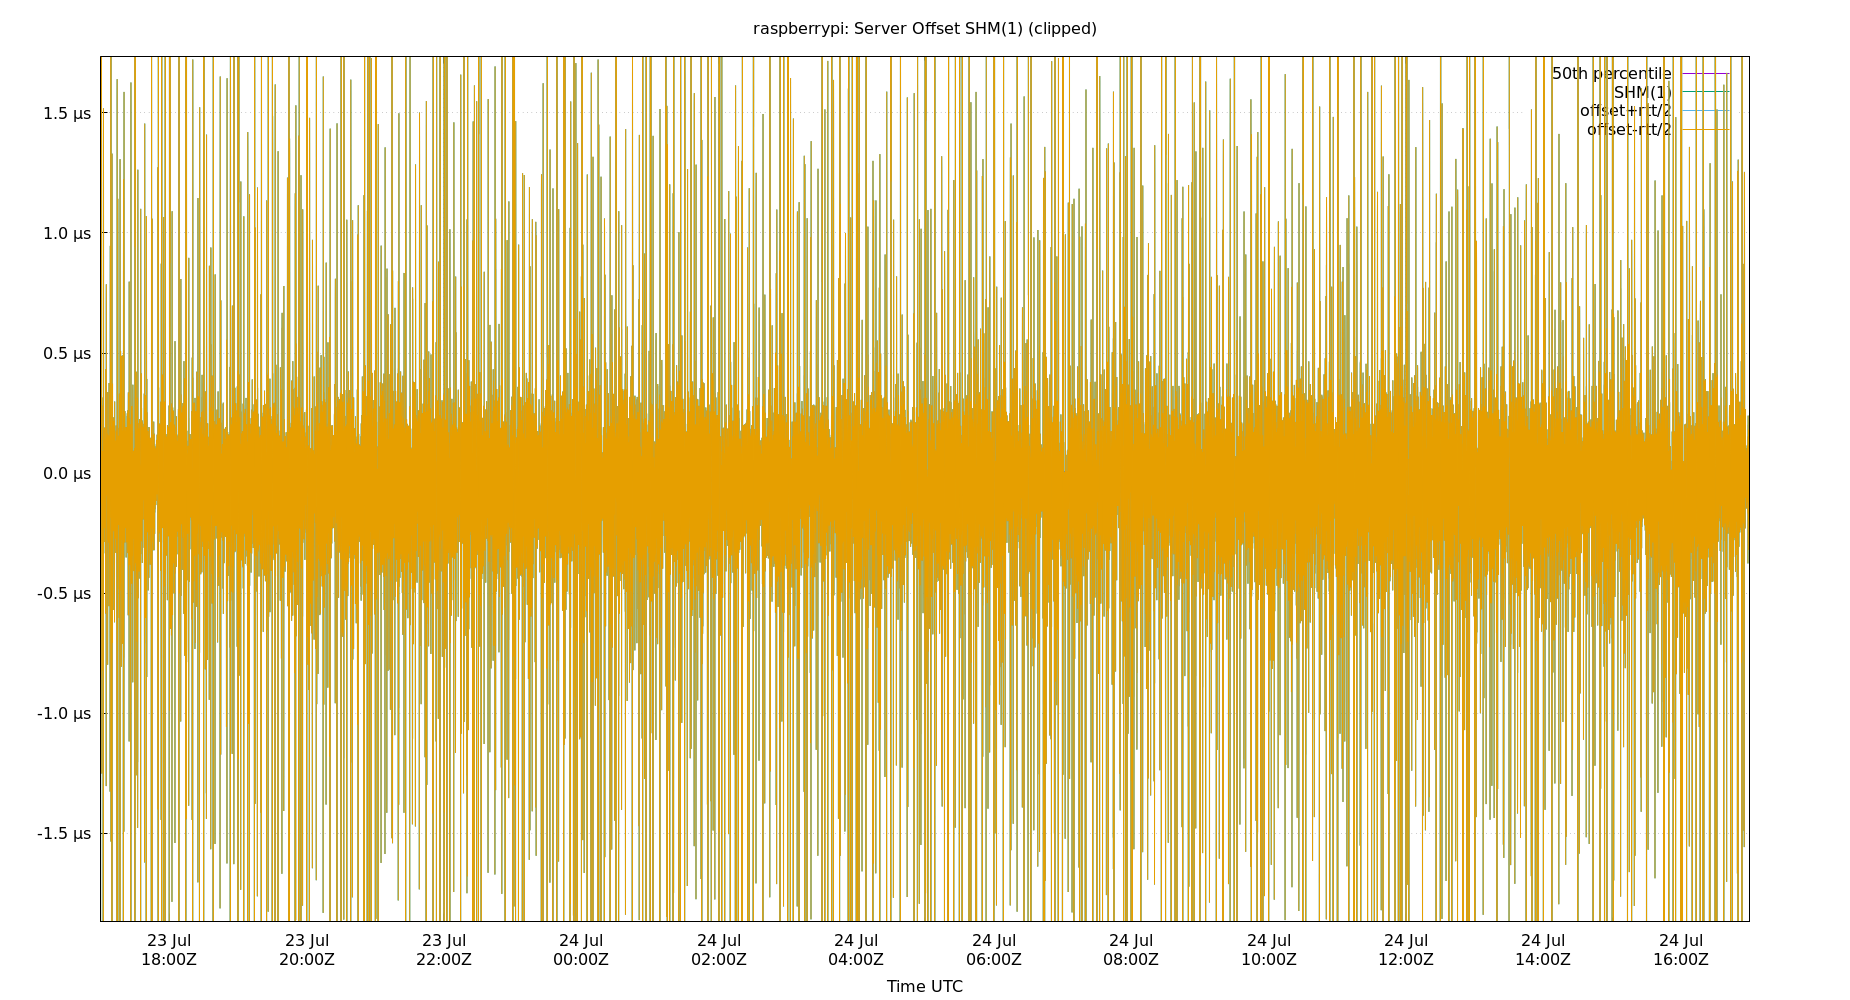 raspberrypi: Server Offset SHM(1) (clipped)
50th percentile
SHM(1)
offset+rtt/2
offset-rtt/2
1.5 µs
1.0 µs
0.5 µs
0.0 µs
-0.5 µs
-1.0 µs
-1.5 µs
23 Jul 23 Jul 23 Jul 24 Jul 24 Jul 24 Jul 24 Jul 24 Jul 24 Jul 24 Jul 24 Jul 24 Jul
18:00Z 20:00Z 22:00Z 00:00Z 02:00Z 04:00Z 06:00Z 08:00Z 10:00Z 12:00Z 14:00Z 16:00Z
Time UTC